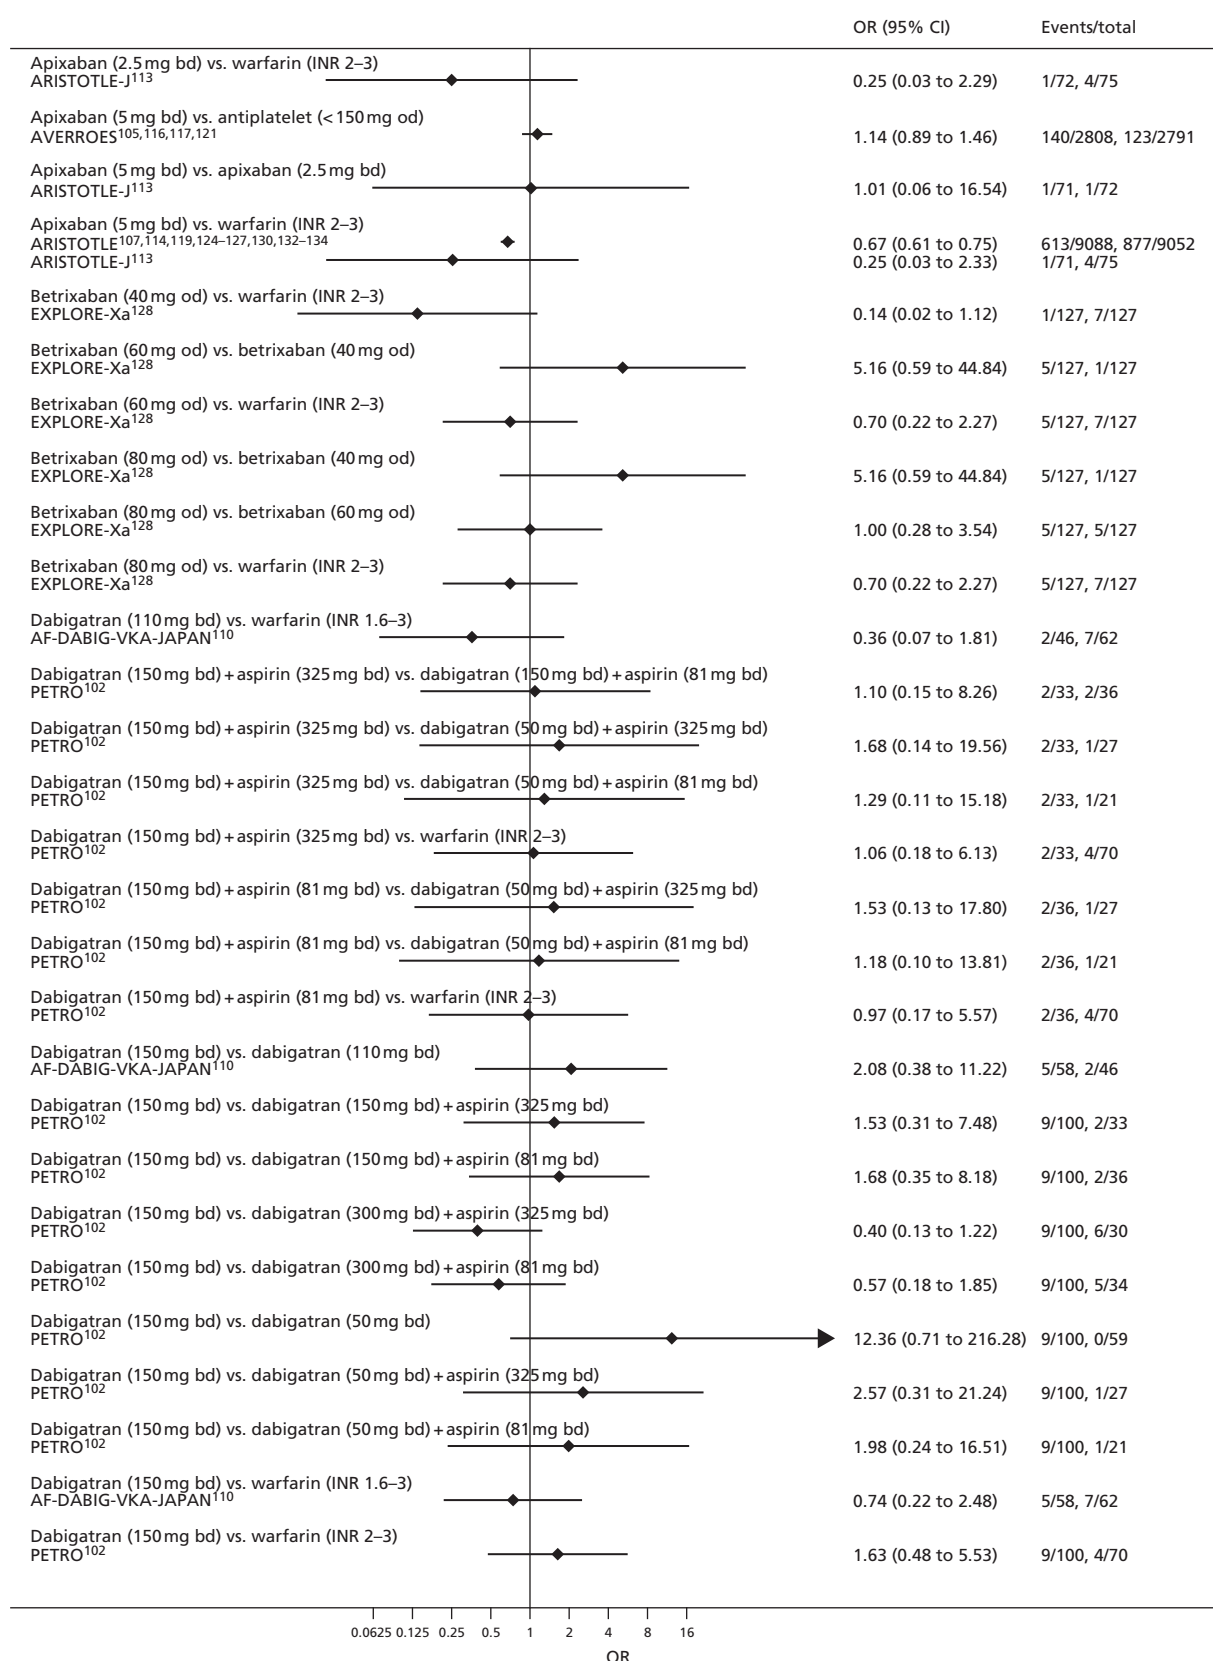 OR (95% CI) Events/total
Apixaban (2.5 mg bd) vs. warfarin (INR 2–3)
ARISTOTLE-J113 0.25 (0.03 to 2.29) 1/72, 4/75
Apixaban (5 mg bd) vs. antiplatelet (< 150 mg od)
AVERROES105,116,117,121 1.14 (0.89 to 1.46) 140/2808, 123/2791
Apixaban (5 mg bd) vs. apixaban (2.5 mg bd)
ARISTOTLE-J113 1.01 (0.06 to 16.54) 1/71, 1/72
Apixaban (5 mg bd) vs. warfarin (INR 2–3)
ARISTOTLE107,114,119,124–127,130,132–134 0.67 (0.61 to 0.75) 613/9088, 877/9052
ARISTOTLE-J113 0.25 (0.03 to 2.33) 1/71, 4/75
Betrixaban (40 mg od) vs. warfarin (INR 2–3)
EXPLORE-Xa128 0.14 (0.02 to 1.12) 1/127, 7/127
Betrixaban (60 mg od) vs. betrixaban (40 mg od)
EXPLORE-Xa128 5.16 (0.59 to 44.84) 5/127, 1/127
Betrixaban (60 mg od) vs. warfarin (INR 2–3)
EXPLORE-Xa128 0.70 (0.22 to 2.27) 5/127, 7/127
Betrixaban (80 mg od) vs. betrixaban (40 mg od)
EXPLORE-Xa128 5.16 (0.59 to 44.84) 5/127, 1/127
Betrixaban (80 mg od) vs. betrixaban (60 mg od)
EXPLORE-Xa128 1.00 (0.28 to 3.54) 5/127, 5/127
Betrixaban (80 mg od) vs. warfarin (INR 2–3)
EXPLORE-Xa128 0.70 (0.22 to 2.27) 5/127, 7/127
Dabigatran (110 mg bd) vs. warfarin (INR 1.6–3)
AF-DABIG-VKA-JAPAN110 0.36 (0.07 to 1.81) 2/46, 7/62
Dabigatran (150 mg bd) + aspirin (325 mg bd) vs. dabigatran (150 mg bd) + aspirin (81 mg bd)
PETRO102 1.10 (0.15 to 8.26) 2/33, 2/36
Dabigatran (150 mg bd) + aspirin (325 mg bd) vs. dabigatran (50 mg bd) + aspirin (325 mg bd)
PETRO102 1.68 (0.14 to 19.56) 2/33, 1/27
Dabigatran (150 mg bd) + aspirin (325 mg bd) vs. dabigatran (50 mg bd) + aspirin (81 mg bd)
PETRO102 1.29 (0.11 to 15.18) 2/33, 1/21
Dabigatran (150 mg bd) + aspirin (325 mg bd) vs. warfarin (INR 2–3)
PETRO102 1.06 (0.18 to 6.13) 2/33, 4/70
Dabigatran (150 mg bd) + aspirin (81 mg bd) vs. dabigatran (50 mg bd) + aspirin (325 mg bd)
PETRO102 1.53 (0.13 to 17.80) 2/36, 1/27
Dabigatran (150 mg bd) + aspirin (81 mg bd) vs. dabigatran (50 mg bd) + aspirin (81 mg bd)
PETRO102 1.18 (0.10 to 13.81) 2/36, 1/21
Dabigatran (150 mg bd) + aspirin (81 mg bd) vs. warfarin (INR 2–3)
PETRO102 0.97 (0.17 to 5.57) 2/36, 4/70
Dabigatran (150 mg bd) vs. dabigatran (110 mg bd)
AF-DABIG-VKA-JAPAN110 2.08 (0.38 to 11.22) 5/58, 2/46
Dabigatran (150 mg bd) vs. dabigatran (150 mg bd) + aspirin (325 mg bd)
PETRO102 1.53 (0.31 to 7.48) 9/100, 2/33
Dabigatran (150 mg bd) vs. dabigatran (150 mg bd) + aspirin (81 mg bd)
PETRO102 1.68 (0.35 to 8.18) 9/100, 2/36
Dabigatran (150 mg bd) vs. dabigatran (300 mg bd) + aspirin (325 mg bd)
PETRO102 0.40 (0.13 to 1.22) 9/100, 6/30
Dabigatran (150 mg bd) vs. dabigatran (300 mg bd) + aspirin (81 mg bd)
PETRO102 0.57 (0.18 to 1.85) 9/100, 5/34
Dabigatran (150 mg bd) vs. dabigatran (50 mg bd)
PETRO102 12.36 (0.71 to 216.28) 9/100, 0/59
Dabigatran (150 mg bd) vs. dabigatran (50 mg bd) + aspirin (325 mg bd)
PETRO102 2.57 (0.31 to 21.24) 9/100, 1/27
Dabigatran (150 mg bd) vs. dabigatran (50 mg bd) + aspirin (81 mg bd)
PETRO102 1.98 (0.24 to 16.51) 9/100, 1/21
Dabigatran (150 mg bd) vs. warfarin (INR 1.6–3)
AF-DABIG-VKA-JAPAN110 0.74 (0.22 to 2.48) 5/58, 7/62
Dabigatran (150 mg bd) vs. warfarin (INR 2–3)
PETRO102 1.63 (0.48 to 5.53) 9/100, 4/70
0.0625 0.125 0.25 0.5 1 2 4 8 16
OR